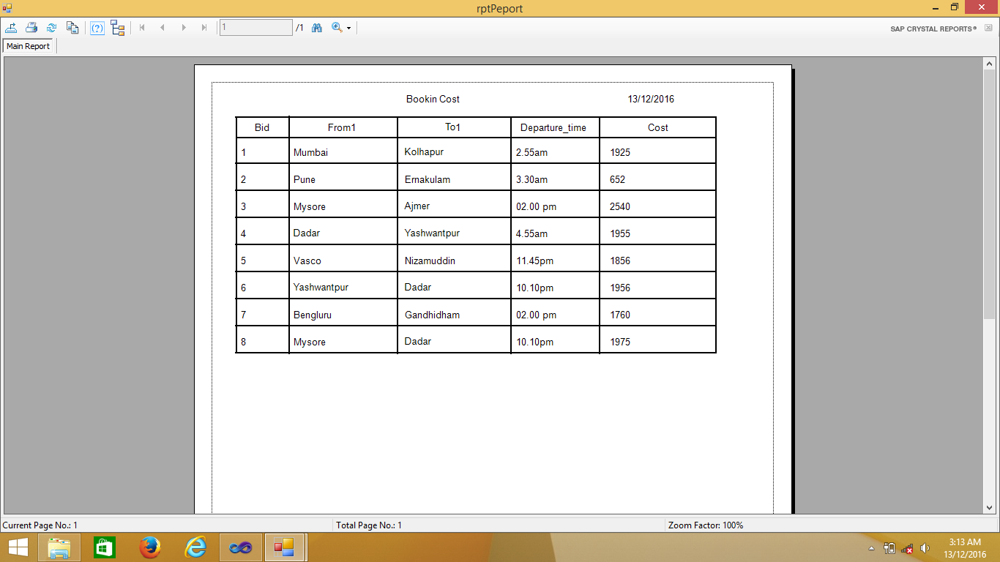 rptPeport
1 /1 SAP CRYSTAL REPORTS®
Main Report
Bookin Cost 13/12/2016
Bid From1 To1 Departure_time Cost
1 Mumbai Kolhapur 2.55am 1925
2 Pune Ernakulam 3.30am 652
3 Mysore Ajmer 02.00 pm 2540
4 Dadar Yashwantpur 4.55am 1955
5 Vasco Nizamuddin 11.45pm 1856
6 Yashwantpur Dadar 10.10pm 1956
7 Bengluru Gandhidham 02.00 pm 1760
8 Mysore Dadar 10.10pm 1975
Current Page No.: 1 Total Page No.: 1 Zoom Factor: 100%
3:13 AM
13/12/2016